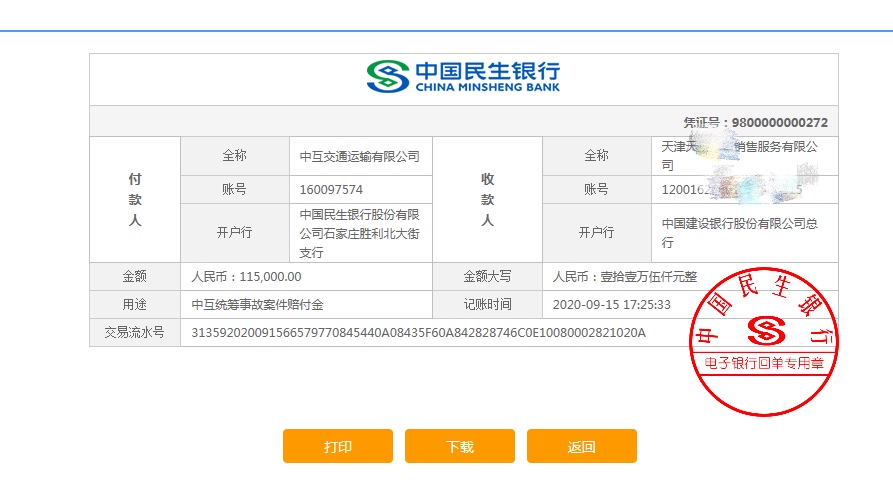 中国民生银行
CHINA MINSHENG BANK
凭证号：9800000000272
付款人
全称
中互交通运输有限公司
收款人
全称
天津天 销售服务有限公
司
账号
160097574
账号
120016
开户行
中国民生银行股份有限
公司石家庄胜利北大街
支行
开户行
中国建设银行股份有限公司总
行
金额
人民币：115,000.00
金额大写
人民币：壹拾壹万伍仟元整
用途
中互统筹事故案件赔付金
记账时间
2020-09-15 17:25:33
交易流水号
31359202009156657977084544​0A08435F60A842828746C0E10080002821020A
中国民生银行
电子银行回单专用章
打印
下载
返回